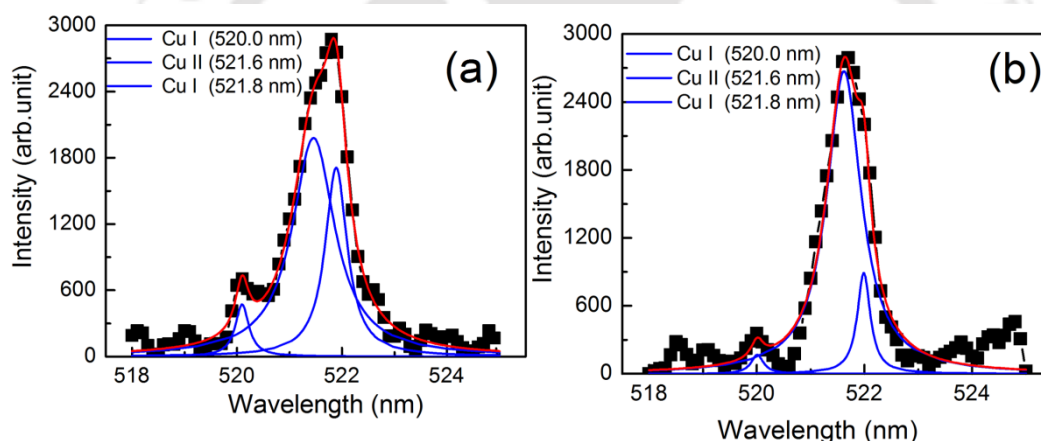 (a)
Cu I (520.0 nm)
Cu II (521.6 nm)
Cu I (521.8 nm)
3000
2400
1800
1200
600
0
Intensity (arb.unit)
518 520 522 524
Wavelength (nm)
(b)
Cu I (520.0 nm)
Cu II (521.6 nm)
Cu I (521.8 nm)
3000
2400
1800
1200
600
0
Intensity (arb.unit)
518 520 522 524
Wavelength (nm)